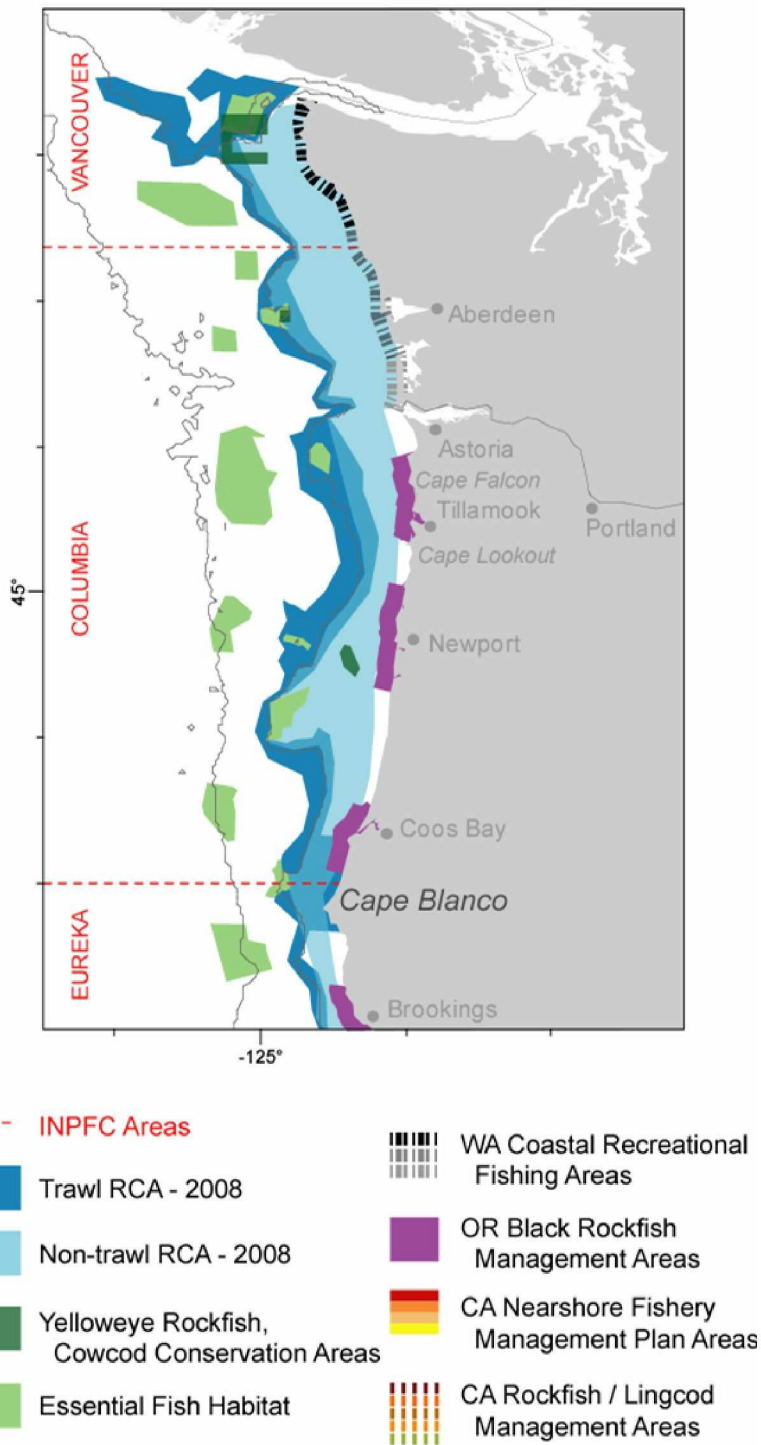 VANCOUVER
Aberdeen
Astoria
Cape Falcon
Tillamook
Portland
Cape Lookout
COLUMBIA
45°
Newport
Coos Bay
Cape Blanco
EUREKA
Brookings
-125°
INPFC Areas
Trawl RCA - 2008
Non-trawl RCA - 2008
Yelloweye Rockfish,
Cowcod Conservation Areas
Essential Fish Habitat
WA Coastal Recreational
Fishing Areas
OR Black Rockfish
Management Areas
CA Nearshore Fishery
Management Plan Areas
CA Rockfish / Lingcod
Management Areas